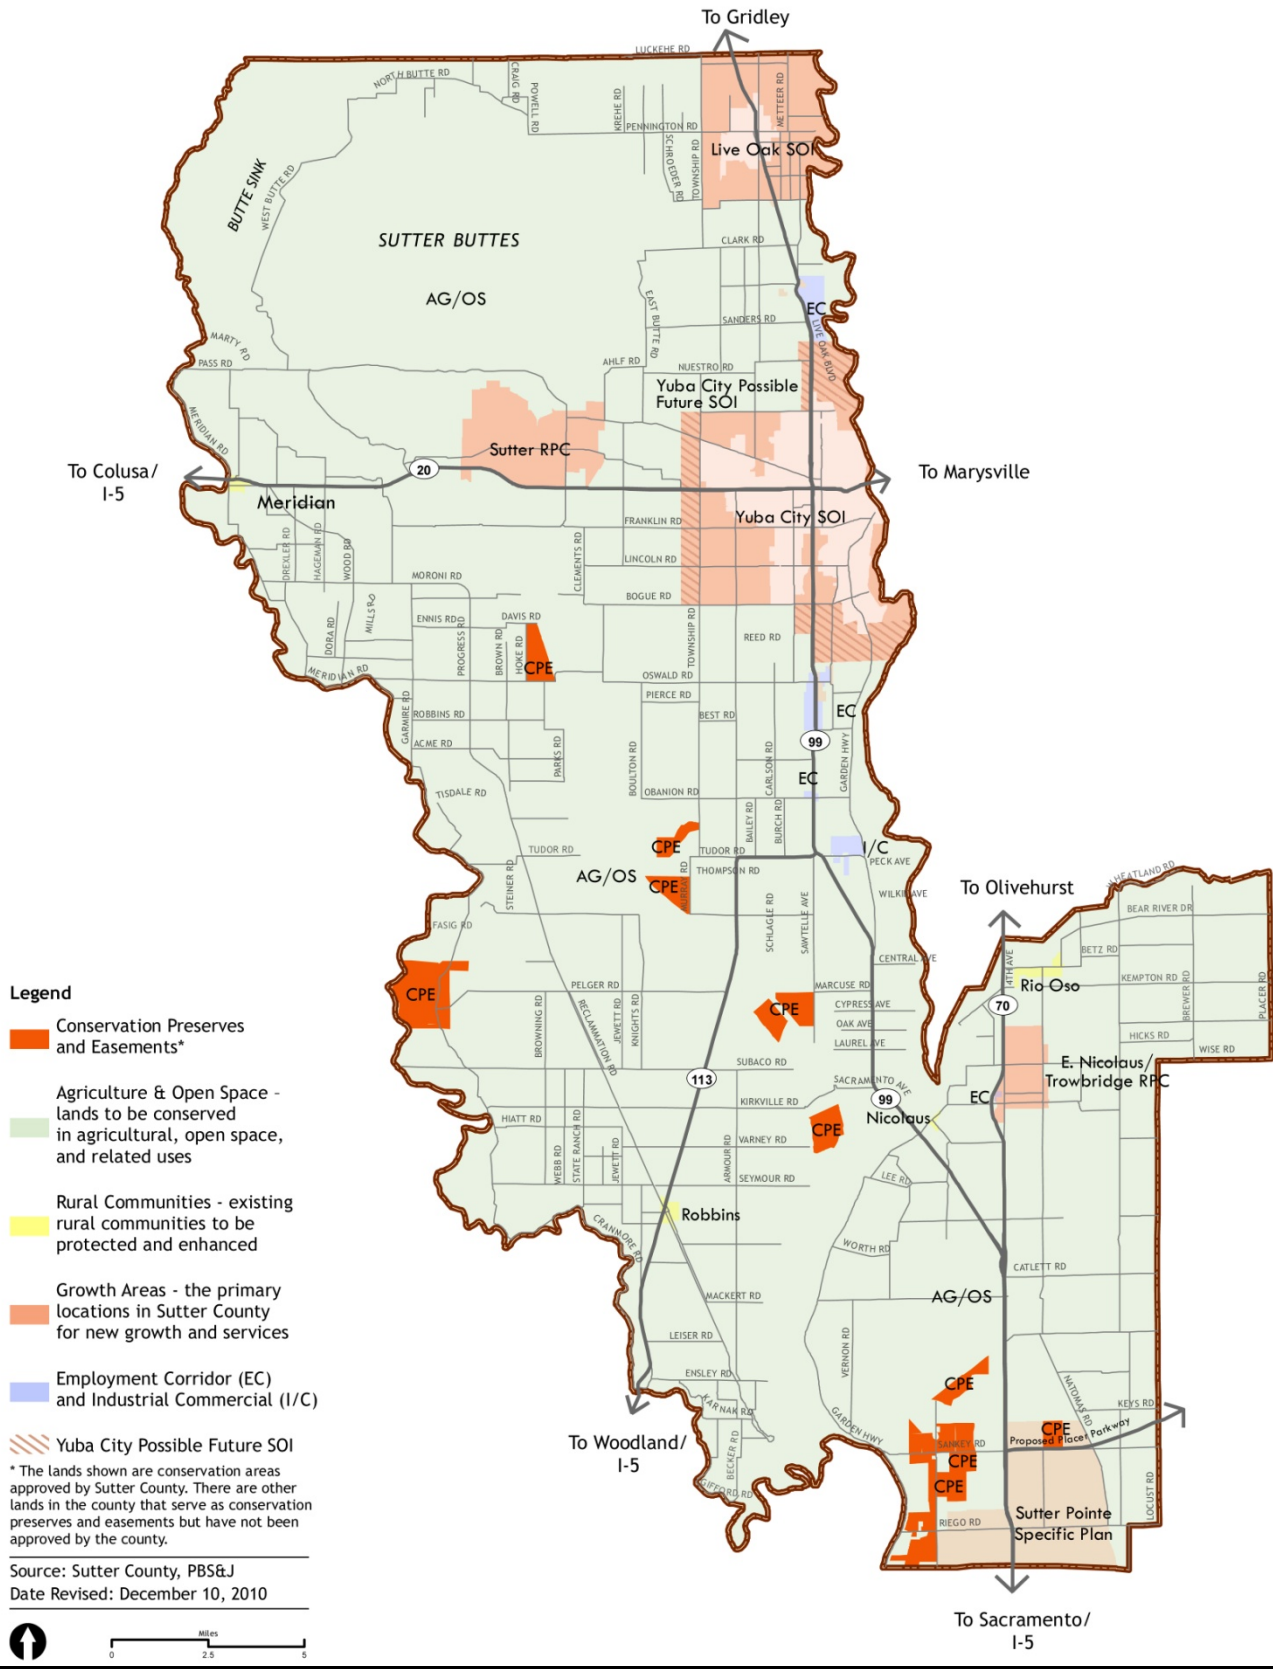 To Gridley
LUCKEHE RD
NORTH BUTTE RD
CRAIG RD
POWELL RD
KREHE RD
PENNINGTON RD
SCHROEDER RD
TOWNSHIP RD
METTEER RD
Live Oak SOI
BUTTE SINK
WEST BUTTE RD
SUTTER BUTTES
AG/OS
CLARK RD
EAST BUTTE RD
SANDERS RD
EC
LIVE OAK BLVD
MARTY RD
PASS RD
AHLF RD
NUESTRO RD
Yuba City Possible
Future SOI
MERIDIAN RD
Sutter RPC
20
To Colusa/
I-5
To Marysville
Meridian
Yuba City SOI
FRANKLIN RD
DREXLER RD
HAGEMAN RD
WOOD RD
CLEMENTS RD
LINCOLN RD
MORONI RD
BOGUE RD
MILLS RD
DORA RD
ENNIS RD
PROGRESS RD
BROWN RD
DAVIS RD
HOKE RD
CPE
TOWNSHIP RD
REED RD
MERIDIAN RD
OSWALD RD
PIERCE RD
GARMIRE RD
ROBBINS RD
BEST RD
EC
99
ACME RD
PARKS RD
BOULTON RD
CARLSON RD
GARDEN HWY
EC
TISDALE RD
OBANION RD
BAILEY RD
BURCH RD
CPE
I/C
TUDOR RD
TUDOR RD
PECK AVE
AG/OS
CPE
THOMPSON RD
MURRAY RD
STEINER RD
SCHLAGLE RD
SAWTELLE AVE
To Olivehurst
WHEATLAND RD
BEAR RIVER DR
FASIG RD
BETZ RD
CENTRAL AVE
4TH AVE
KEMPTON RD
BREWER RD
PLACER RD
Rio Oso
CPE
PELGER RD
MARCUSE RD
CPE
CYPRESS AVE
70
BROWNING RD
RECLAMATION RD
JEWETT RD
KNIGHTS RD
OAK AVE
LAUREL AVE
HICKS RD
WISE RD
SUBACO RD
E. Nicolaus/
Trowbridge RPC
113
SACRAMENTO AVE
EC
KIRKVILLE RD
99
Nicolaus
HIATT RD
CPE
STATE RANCH RD
WEBB RD
JEWETT RD
ARMOUR RD
VARNEY RD
SEYMOUR RD
LEE RD
Robbins
CRANMORE RD
WORTH RD
CATLETT RD
MACKERT RD
AG/OS
LEISER RD
VERNON RD
ENSLEY RD
CPE
NATOMAS RD
KARNAK RD
KEYS RD
GARDEN HWY
CPE
Proposed Placer Parkway
SANKEY RD
BECKER RD
CPE
To Woodland/
I-5
CPE
GIFFORD RD
LOCUST RD
Sutter Pointe
Specific Plan
RIEGO RD
To Sacramento/
I-5
Legend
Conservation Preserves
and Easements*
Agriculture & Open Space -
lands to be conserved
in agricultural, open space,
and related uses
Rural Communities - existing
rural communities to be
protected and enhanced
Growth Areas - the primary
locations in Sutter County
for new growth and services
Employment Corridor (EC)
and Industrial Commercial (I/C)
Yuba City Possible Future SOI
* The lands shown are conservation areas
approved by Sutter County. There are other
lands in the county that serve as conservation
preserves and easements but have not been
approved by the county.
Source: Sutter County, PBS&J
Date Revised: December 10, 2010
Miles
0 2.5 5